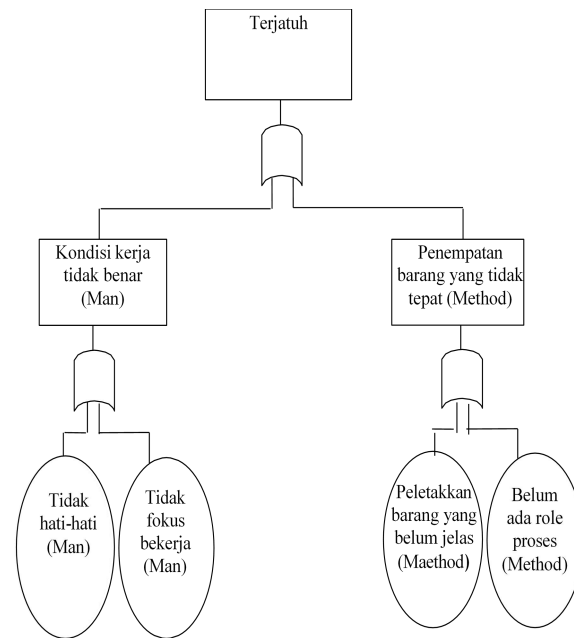 Terjatuh
Kondisi kerja
tidak benar
(Man)
Penempatan
barang yang tidak
tepat (Method)
Tidak
hati-hati
(Man)
Tidak
fokus
bekerja
(Man)
Peletakkan
barang yang
belum jelas
(Maethod)
Belum
ada role
proses
(Method)